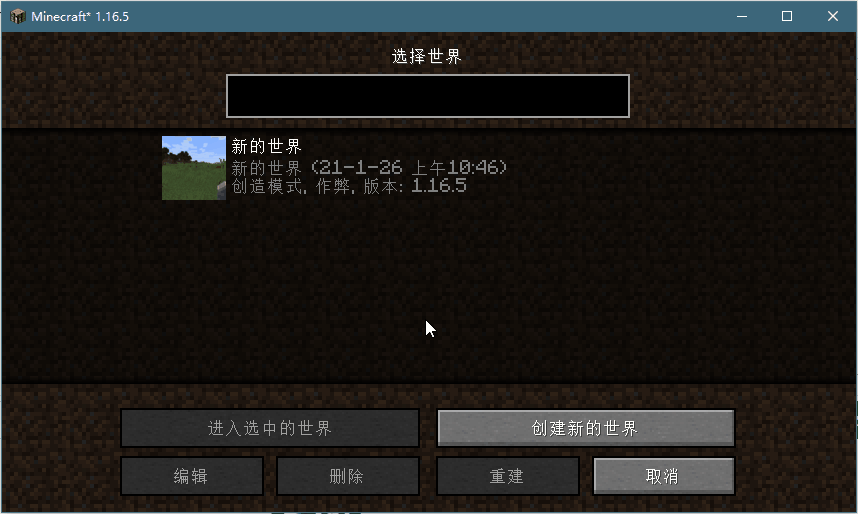 Minecraft* 1.16.5
选择世界
新的世界
新的世界 (21-1-26 上午10:46)
创造模式, 作弊, 版本: 1.16.5
进入选中的世界
创建新的世界
编辑
删除
重建
取消